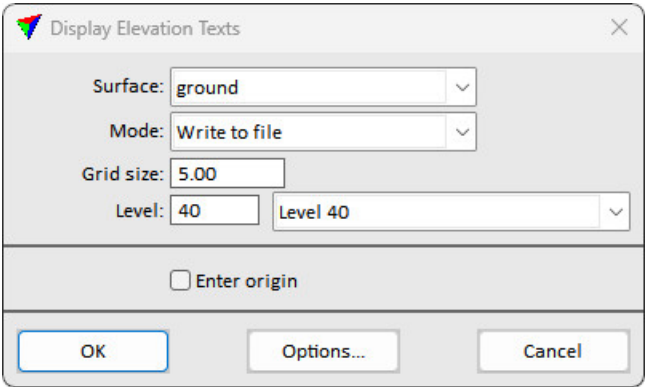 Display Elevation Texts
Surface: ground
Mode: Write to file
Grid size: 5.00
Level: 40 Level 40
Enter origin
OK Options... Cancel